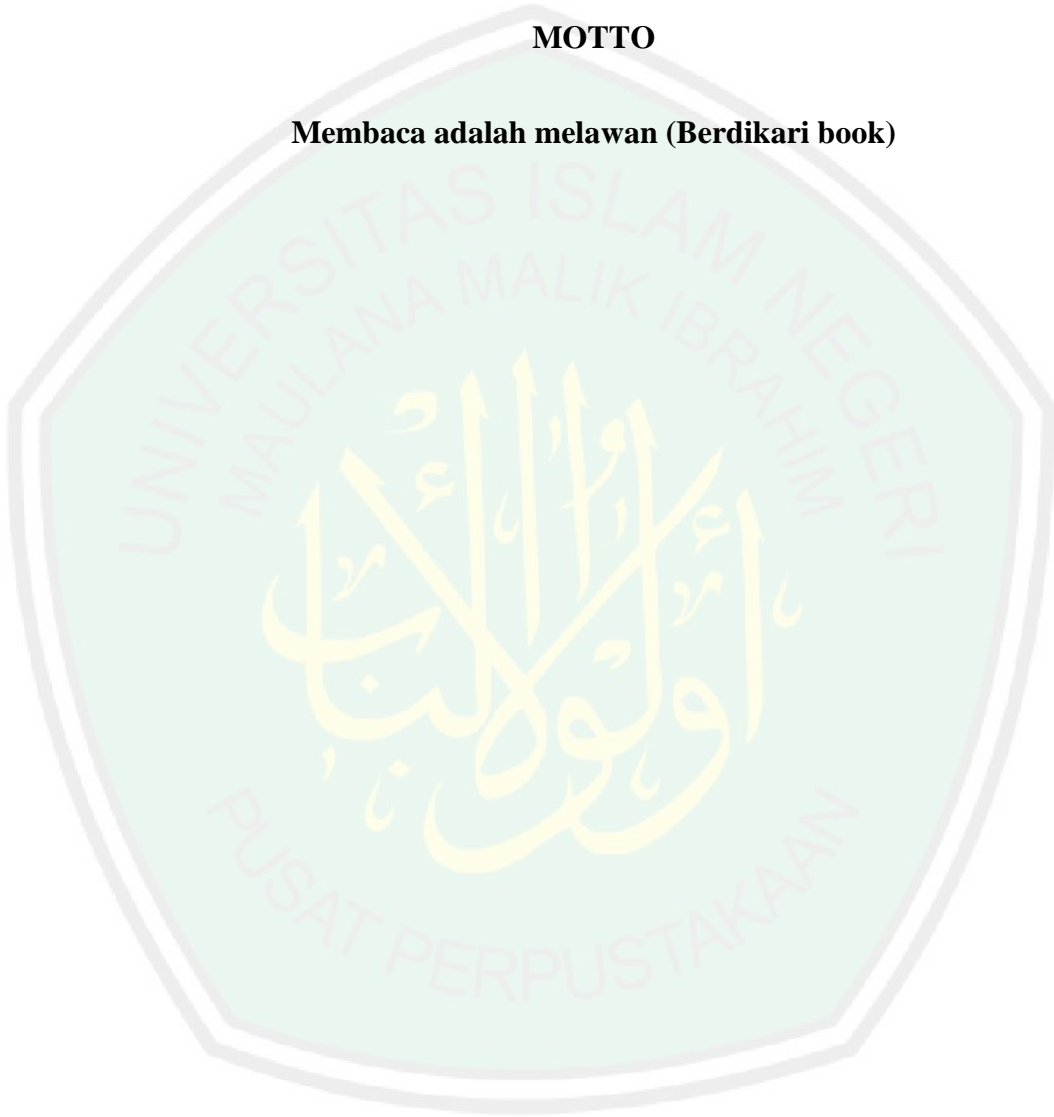 MOTTO
Membaca adalah melawan (Berdikari book)
UNIVERSITAS ISLAM NEGERI
MAULANA MALIK IBRAHIM
أولو الألباب
PUSAT PERPUSTAKAAN